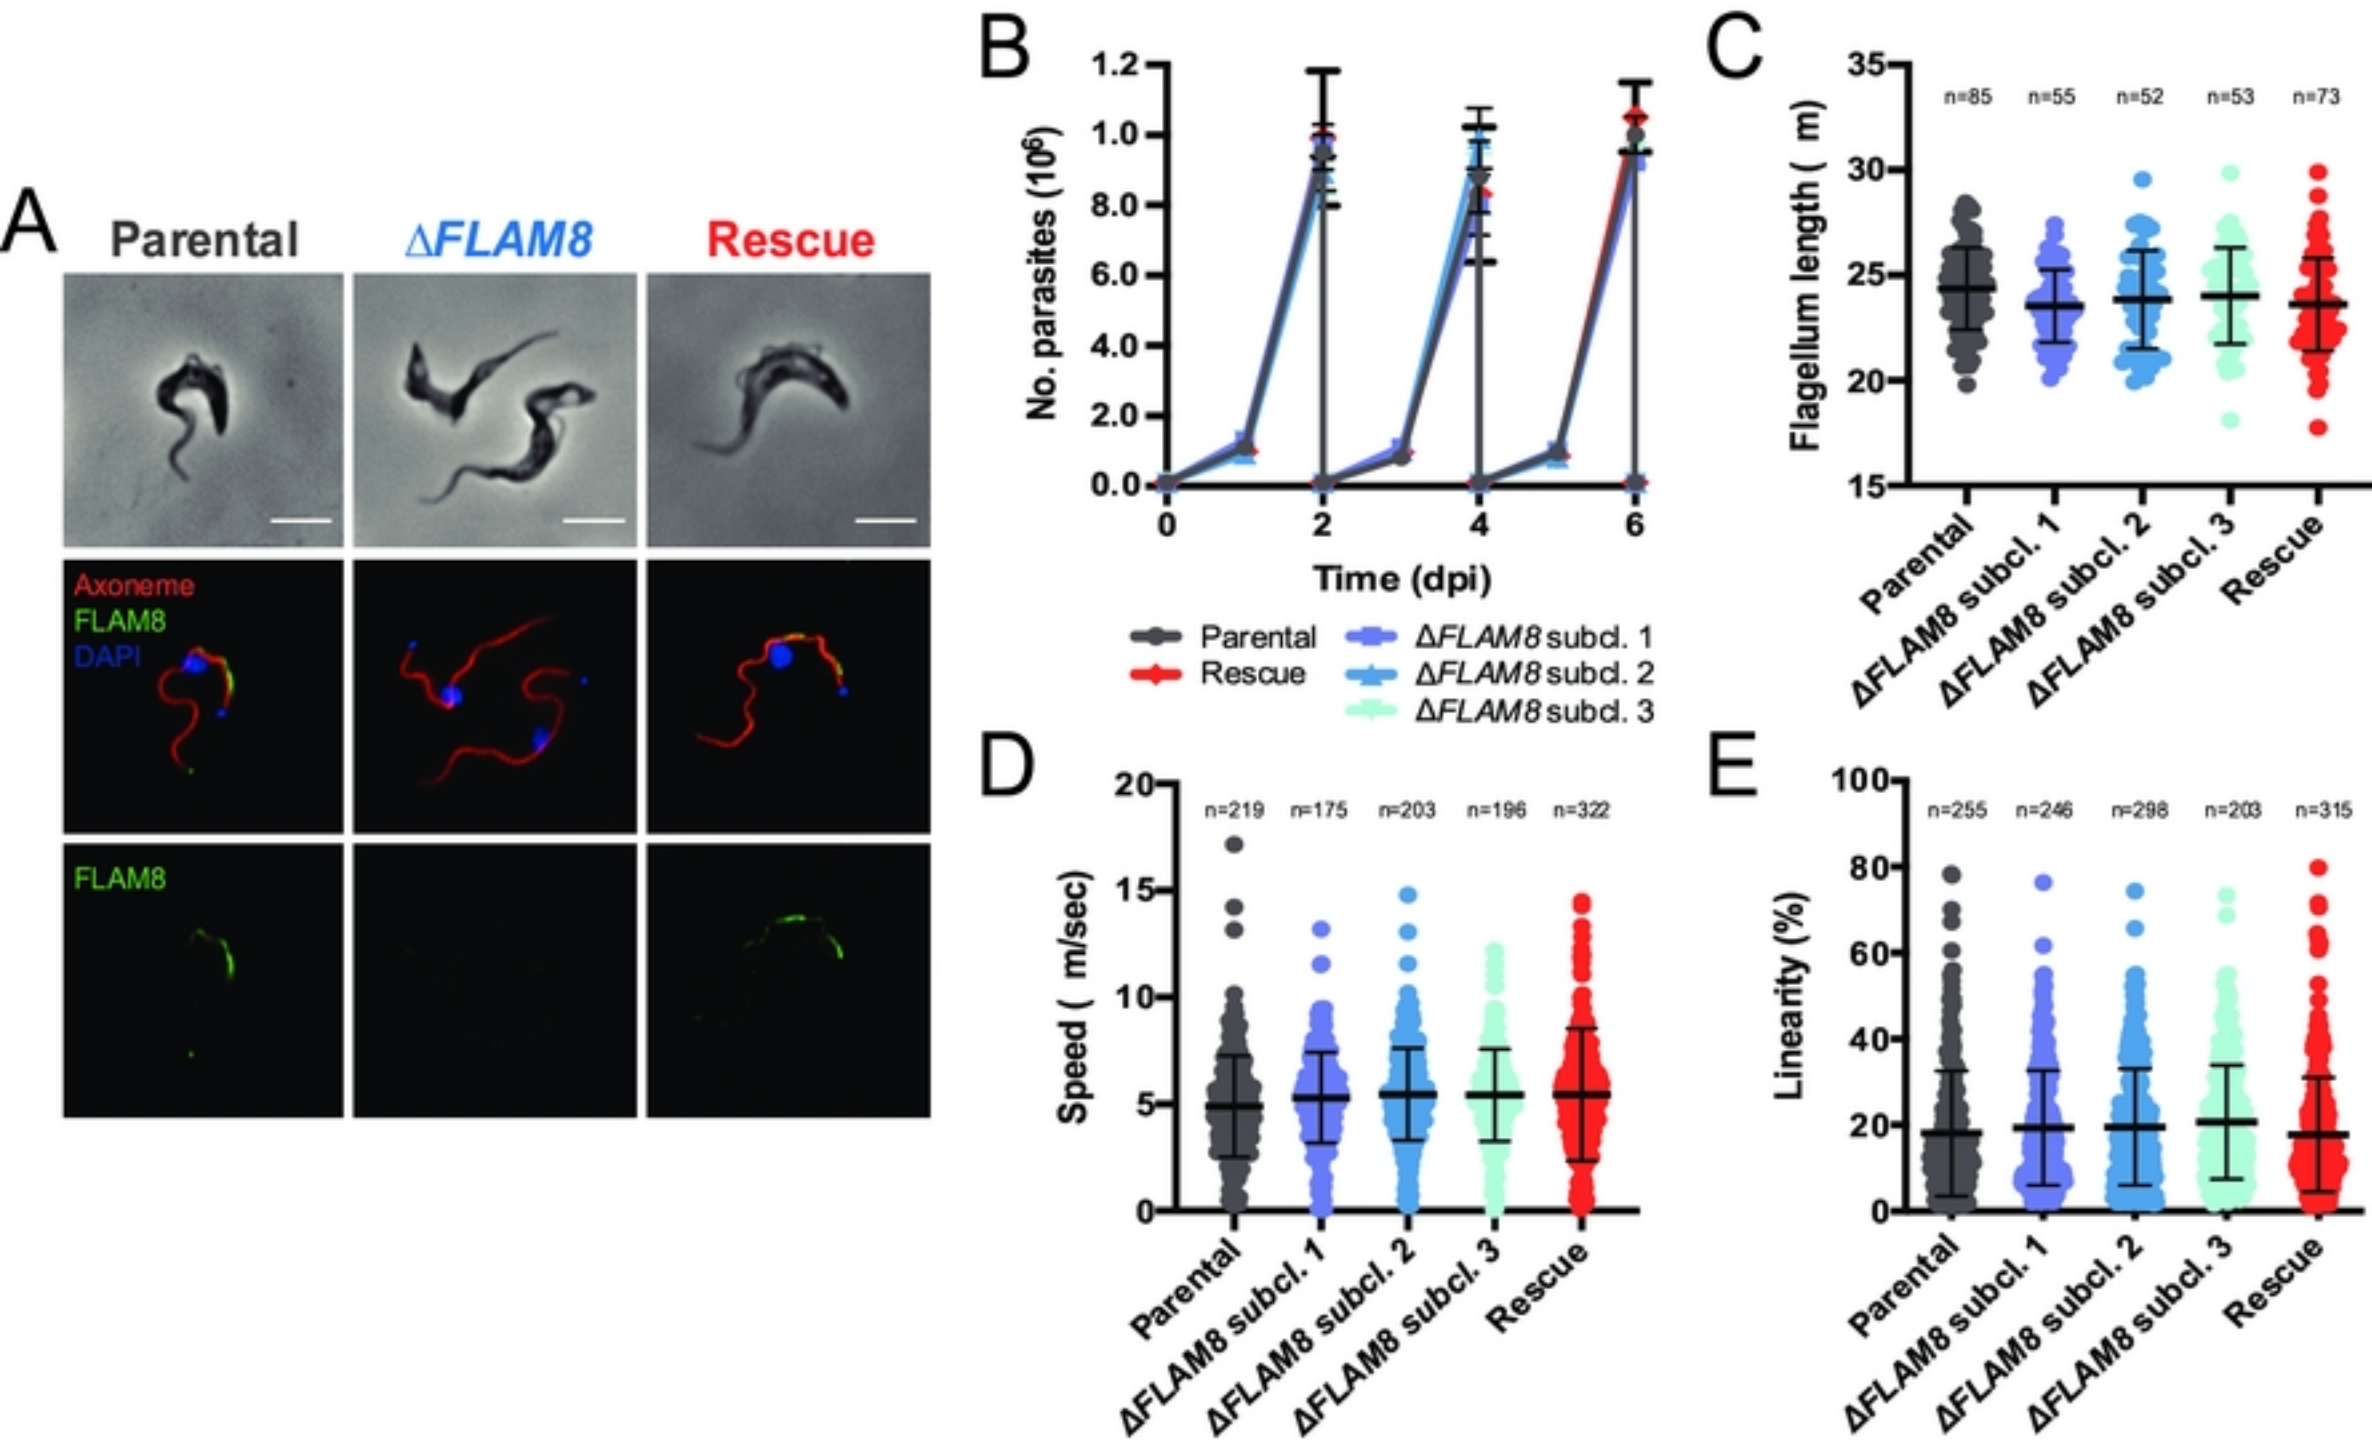 A
Parental ΔFLAM8 Rescue
Axoneme
FLAM8
DAPI
FLAM8
B
No. parasites (10⁶)
1.2
1.0
8.0
6.0
4.0
2.0
0.0
0 2 4 6
Time (dpi)
Parental
Rescue
ΔFLAM8 subcl. 1
ΔFLAM8 subcl. 2
ΔFLAM8 subcl. 3
C
Flagellum length ( m)
35
30
25
20
15
n=85 n=55 n=52 n=53 n=73
Parental
ΔFLAM8 subcl. 1
ΔFLAM8 subcl. 2
ΔFLAM8 subcl. 3
Rescue
D
Speed ( m/sec)
20
15
10
5
0
n=219 n=175 n=203 n=196 n=322
Parental
ΔFLAM8 subcl. 1
ΔFLAM8 subcl. 2
ΔFLAM8 subcl. 3
Rescue
E
Linearity (%)
100
80
60
40
20
0
n=255 n=246 n=298 n=203 n=315
Parental
ΔFLAM8 subcl. 1
ΔFLAM8 subcl. 2
ΔFLAM8 subcl. 3
Rescue